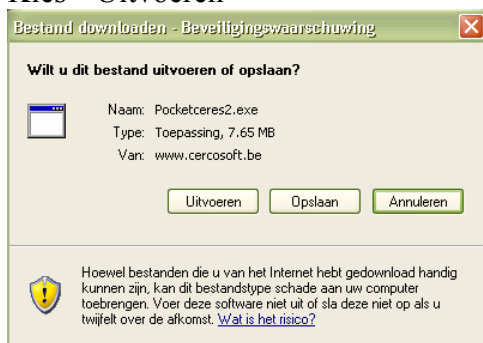 Bestand downloaden - Beveiligingswaarschuwing
Wilt u dit bestand uitvoeren of opslaan?
Naam: Pocketceres2.exe
Type: Toepassing, 7.65 MB
Van: www.cercosoft.be
Uitvoeren Opslaan Annuleren
Hoewel bestanden die u van het Internet hebt gedownload handig
kunnen zijn, kan dit bestandstype schade aan uw computer
toebrengen. Voer deze software niet uit of sla deze niet op als u
twijfelt over de afkomst. Wat is het risico?